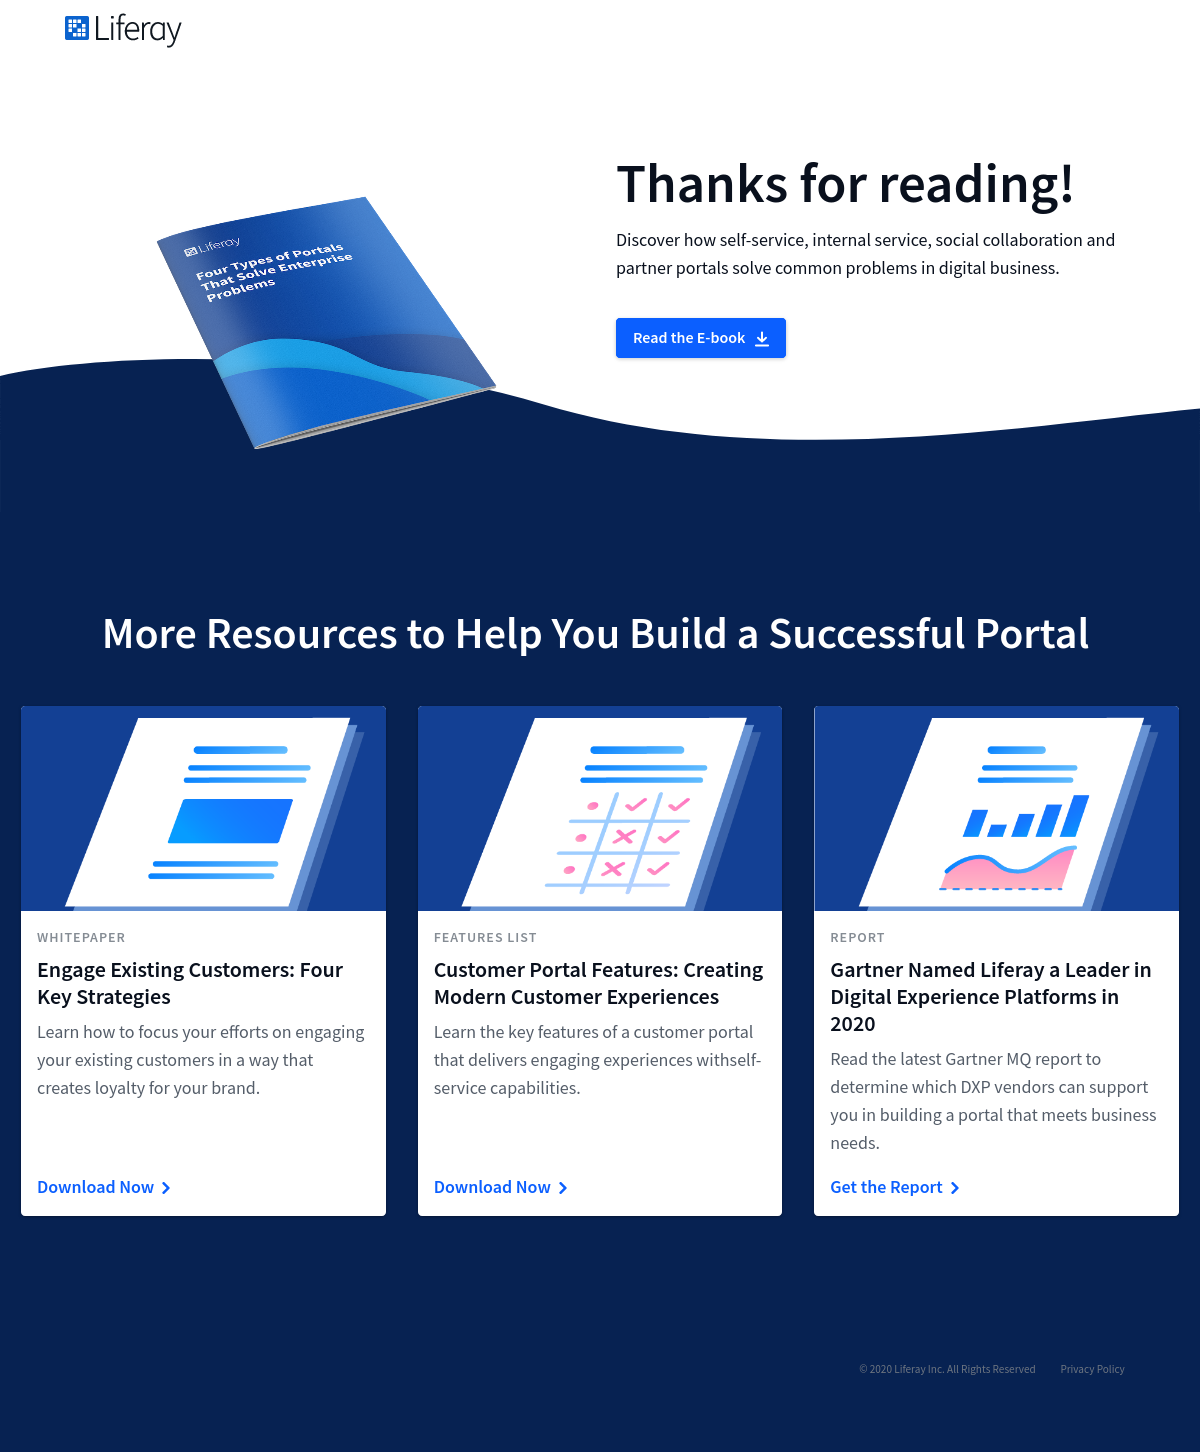 Liferay
Thanks for reading!
Discover how self-service, internal service, social collaboration and
partner portals solve common problems in digital business.
Read the E-book
Liferay
Four Types of Portals
That Solve Enterprise
Problems
More Resources to Help You Build a Successful Portal
WHITEPAPER
Engage Existing Customers: Four
Key Strategies
Learn how to focus your efforts on engaging
your existing customers in a way that
creates loyalty for your brand.
Download Now
FEATURES LIST
Customer Portal Features: Creating
Modern Customer Experiences
Learn the key features of a customer portal
that delivers engaging experiences withself-
service capabilities.
Download Now
REPORT
Gartner Named Liferay a Leader in
Digital Experience Platforms in
2020
Read the latest Gartner MQ report to
determine which DXP vendors can support
you in building a portal that meets business
needs.
Get the Report
© 2020 Liferay Inc. All Rights Reserved Privacy Policy